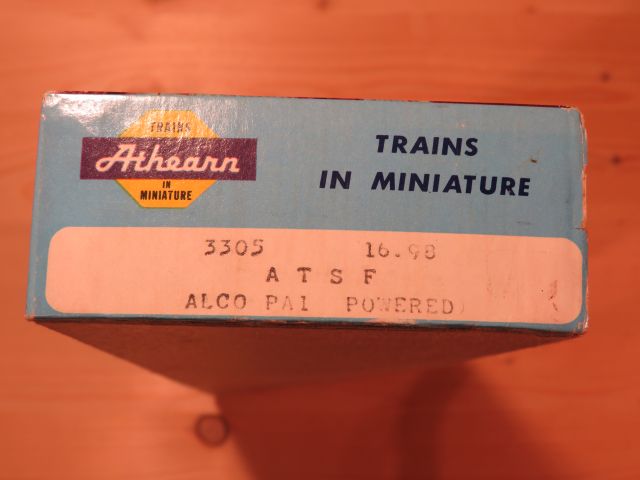 TRAINS
Athearn
IN
MINIATURE
TRAINS
IN MINIATURE
3305 16.98
A T S F
ALCO PA1 POWERED